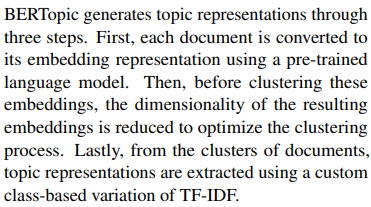 BERTopic generates topic representations through
three steps. First, each document is converted to
its embedding representation using a pre-trained
language model. Then, before clustering these
embeddings, the dimensionality of the resulting
embeddings is reduced to optimize the clustering
process. Lastly, from the clusters of documents,
topic representations are extracted using a custom
class-based variation of TF-IDF.